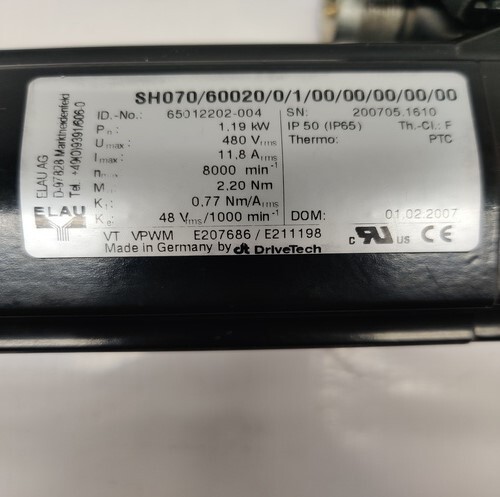 SH070/60020/0/1/00/00/00/00/00
ID.-No.: 65012202-004 SN: 200705.1610
Pn: 1.19 kW IP 50 (IP65) Th.-Cl.: F
Umax: 480 Vrms Thermo: PTC
Imax: 11,8 Arms
8000 min-1
2.20 Nm
0.77 Nm/Arms
48 Vrms/1000 min-1 DOM: 01.02.2007
VT VPWM E207686 / E211198
Made in Germany by dt DriveTech
c RU US CE
ELAU AG
D-97828 Marktheidenfeld
Tel. +49(0)9391/606-0
ELAU